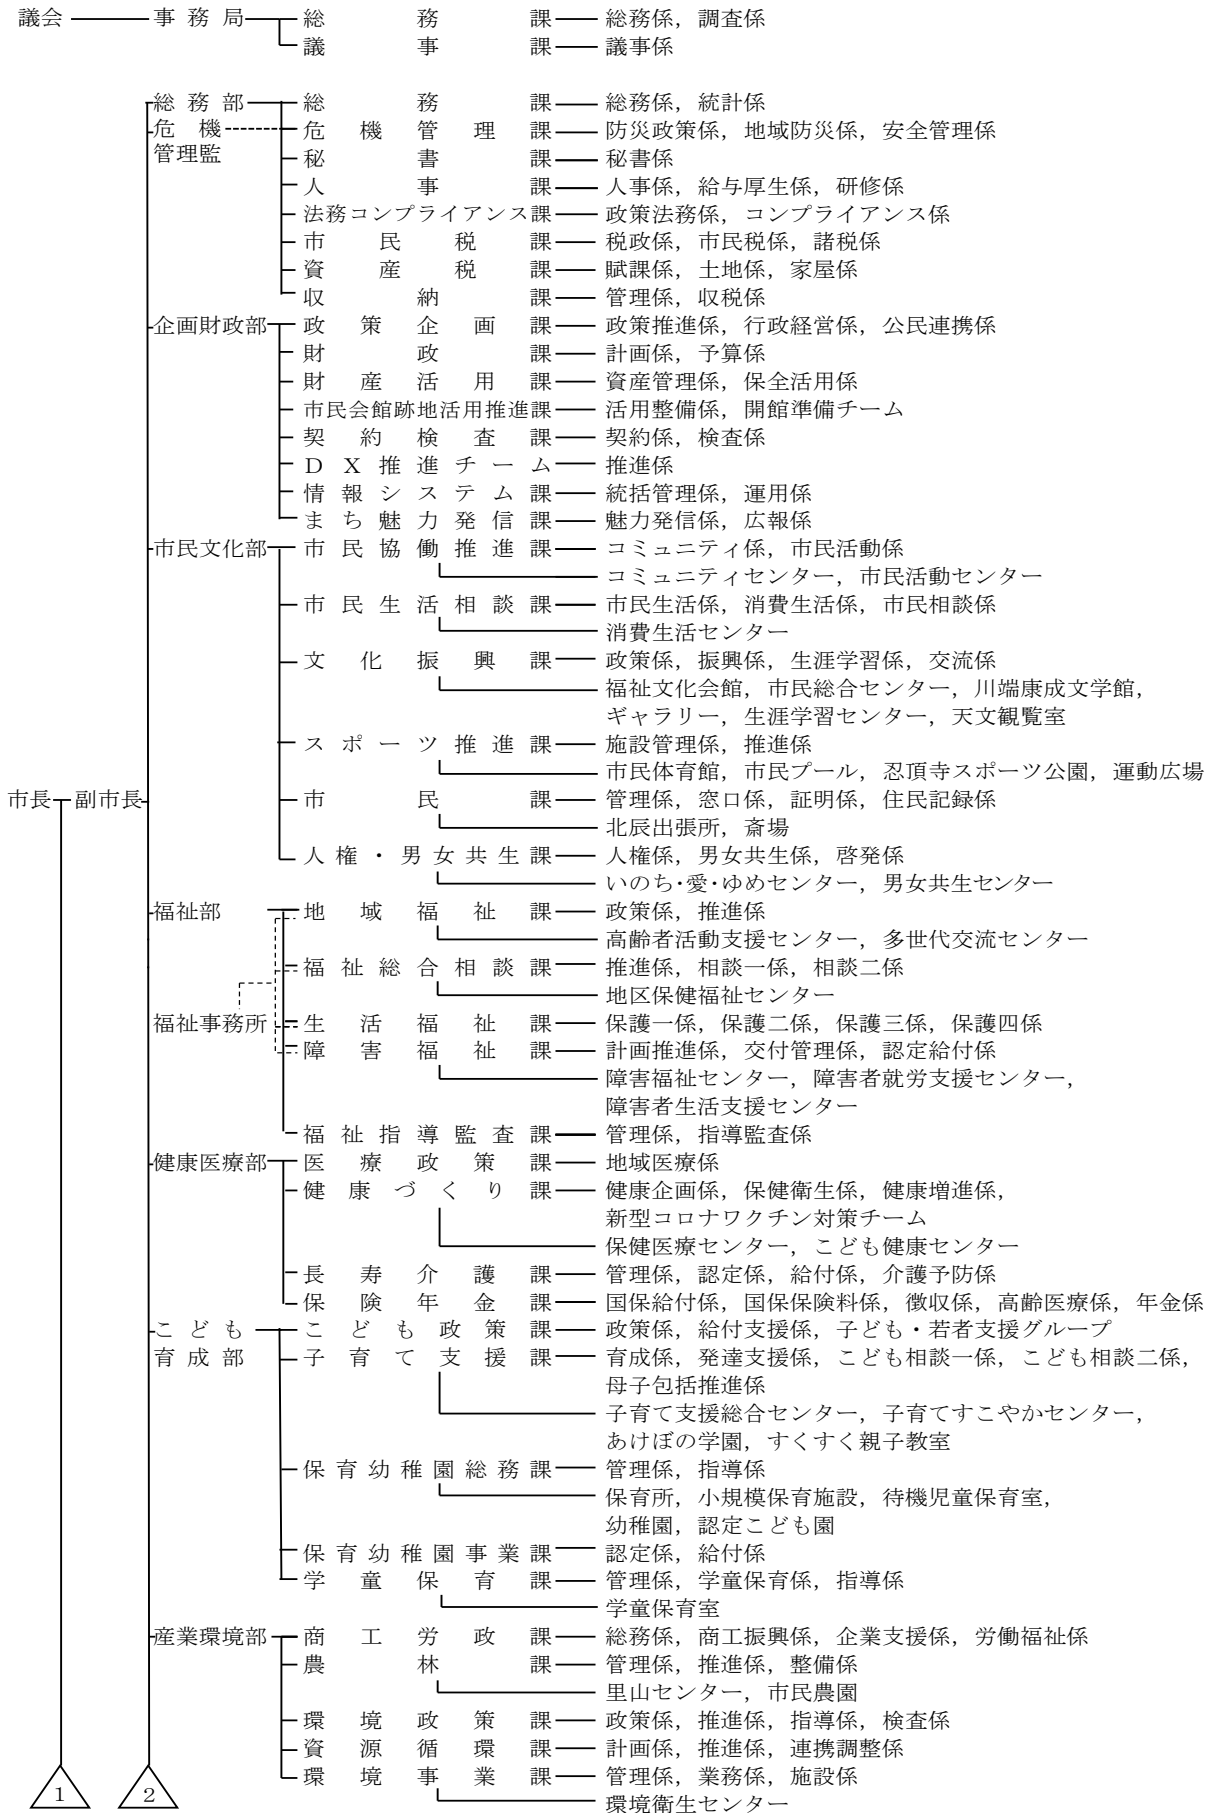 議会 事務局 総務課 総務係，調査係
議事課 議事係
総務部 総務課 総務係，統計係
危機 危機管理課 防災政策係，地域防災係，安全管理係
管理監 秘書課 秘書係
人事課 人事係，給与厚生係，研修係
法務コンプライアンス課 政策法務係，コンプライアンス係
市民税課 税政係，市民税係，諸税係
資産税課 賦課係，土地係，家屋係
収納課 管理係，収税係
企画財政部 政策企画課 政策推進係，行政経営係，公民連携係
財政課 計画係，予算係
財産活用課 資産管理係，保全活用係
市民会館跡地活用推進課 活用整備係，開館準備チーム
契約検査課 契約係，検査係
ＤＸ推進チーム 推進係
情報システム課 統括管理係，運用係
まち魅力発信課 魅力発信係，広報係
市民文化部 市民協働推進課 コミュニティ係，市民活動係
コミュニティセンター，市民活動センター
市民生活相談課 市民生活係，消費生活係，市民相談係
消費生活センター
文化振興課 政策係，振興係，生涯学習係，交流係
福祉文化会館，市民総合センター，川端康成文学館，
ギャラリー，生涯学習センター，天文観覧室
スポーツ推進課 施設管理係，推進係
市民体育館，市民プール，忍頂寺スポーツ公園，運動広場
市長 副市長 市民課 管理係，窓口係，証明係，住民記録係
北辰出張所，斎場
人権・男女共生課 人権係，男女共生係，啓発係
いのち・愛・ゆめセンター，男女共生センター
福祉部 地域福祉課 政策係，推進係
高齢者活動支援センター，多世代交流センター
福祉総合相談課 推進係，相談一係，相談二係
地区保健福祉センター
福祉事務所 生活福祉課 保護一係，保護二係，保護三係，保護四係
障害福祉課 計画推進係，交付管理係，認定給付係
障害福祉センター，障害者就労支援センター，
障害者生活支援センター
福祉指導監査課 管理係，指導監査係
健康医療部 医療政策課 地域医療係
健康づくり課 健康企画係，保健衛生係，健康増進係，
新型コロナワクチン対策チーム
保健医療センター，こども健康センター
長寿介護課 管理係，認定係，給付係，介護予防係
保険年金課 国保給付係，国保保険料係，徴収係，高齢医療係，年金係
こども こども政策課 政策係，給付支援係，子ども・若者支援グループ
育成部 子育て支援課 育成係，発達支援係，こども相談一係，こども相談二係，
母子包括推進係
子育て支援総合センター，子育てすこやかセンター，
あけぼの学園，すくすく親子教室
保育幼稚園総務課 管理係，指導係
保育所，小規模保育施設，待機児童保育室，
幼稚園，認定こども園
保育幼稚園事業課 認定係，給付係
学童保育課 管理係，学童保育係，指導係
学童保育室
産業環境部 商工労政課 総務係，商工振興係，企業支援係，労働福祉係
農林課 管理係，推進係，整備係
里山センター，市民農園
環境政策課 政策係，推進係，指導係，検査係
資源循環課 計画係，推進係，連携調整係
1 2 環境事業課 管理係，業務係，施設係
環境衛生センター